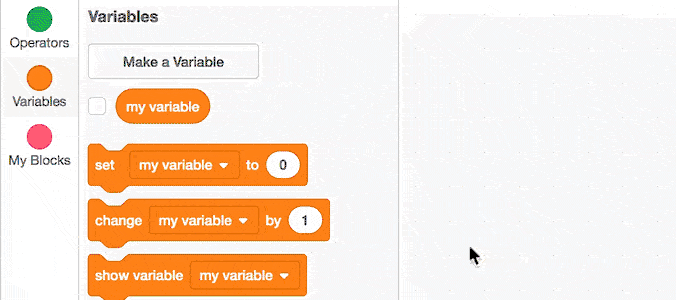 Operators
Variables
My Blocks
Variables
Make a Variable
my variable
set my variable to 0
change my variable by 1
show variable my variable